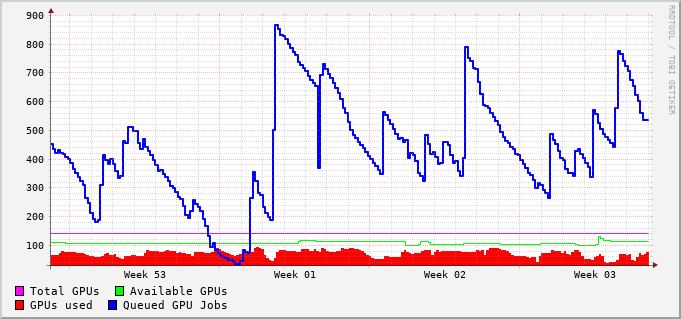 900
800
700
600
500
400
300
200
100
Week 53 Week 01 Week 02 Week 03
Total GPUs Available GPUs
GPUs used Queued GPU Jobs
RRDTOOL / TOBI OETIKER